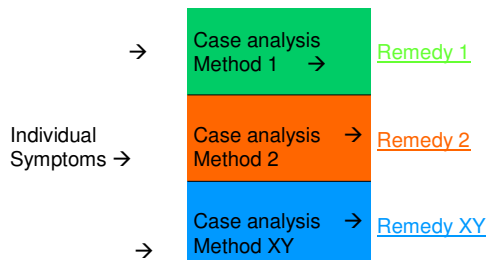 → Case analysis
Method 1 → Remedy 1
Individual Case analysis → Remedy 2
Symptoms → Method 2
Case analysis → Remedy XY
→ Method XY